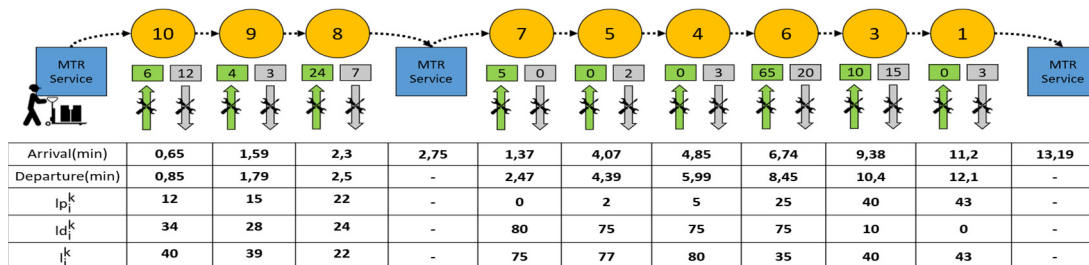 10 9 8 7 5 4 6 3 1
MTR Service MTR Service MTR Service
6 12 4 3 24 7 5 0 0 2 0 3 65 20 10 15 0 3
Arrival(min) 0,65 1,59 2,3 2,75 1,37 4,07 4,85 6,74 9,38 11,2 13,19
Departure(min) 0,85 1,79 2,5 - 2,47 4,39 5,99 8,45 10,4 12,1 -
lp_i^k 12 15 22 - 0 2 5 25 40 43 -
ld_i^k 34 28 24 - 80 75 75 75 10 0 -
l_i^k 40 39 22 - 75 77 80 35 40 43 -